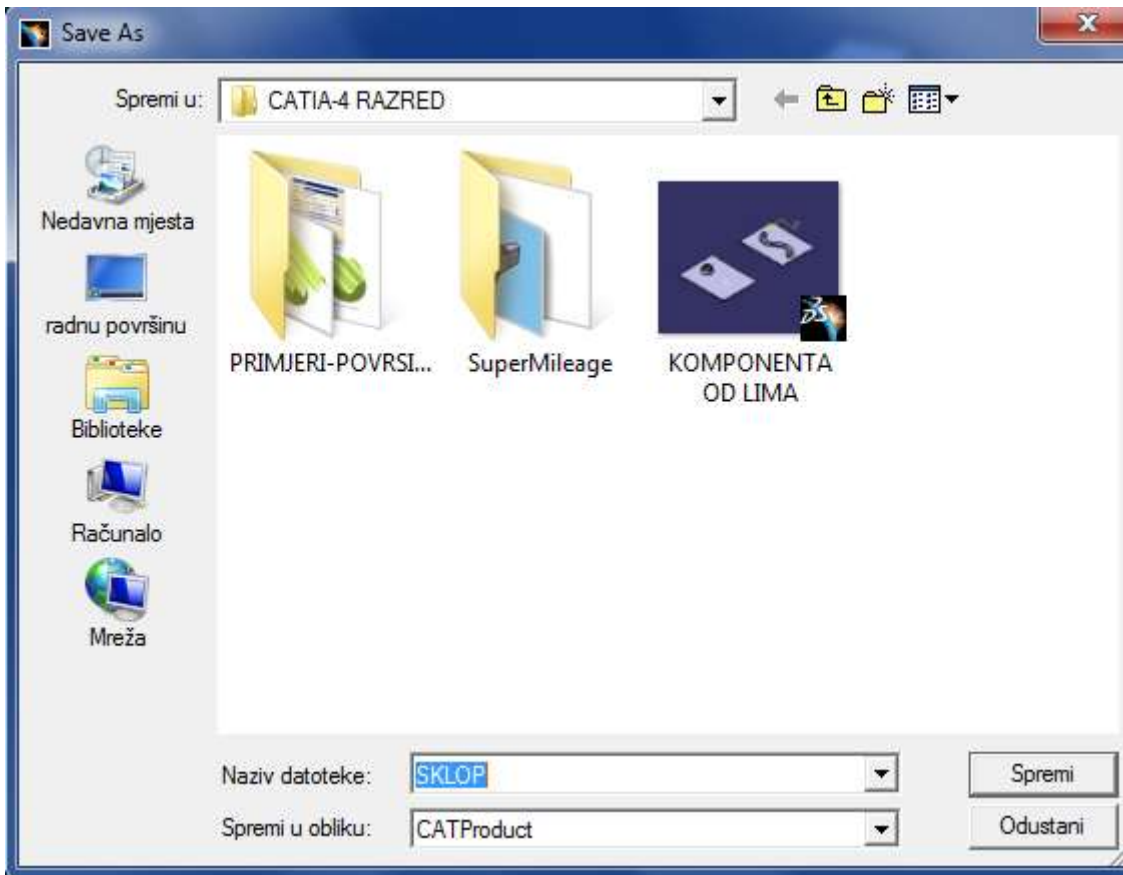 Save As
Spremi u:
CATIA-4 RAZRED
Nedavna mjesta
radnu površinu
Biblioteke
Računalo
Mreža
PRIMJERI-POVRSI...
SuperMileage
KOMPONENTA
OD LIMA
Naziv datoteke:
SKLOP
Spremi
Spremi u obliku:
CATProduct
Odustani